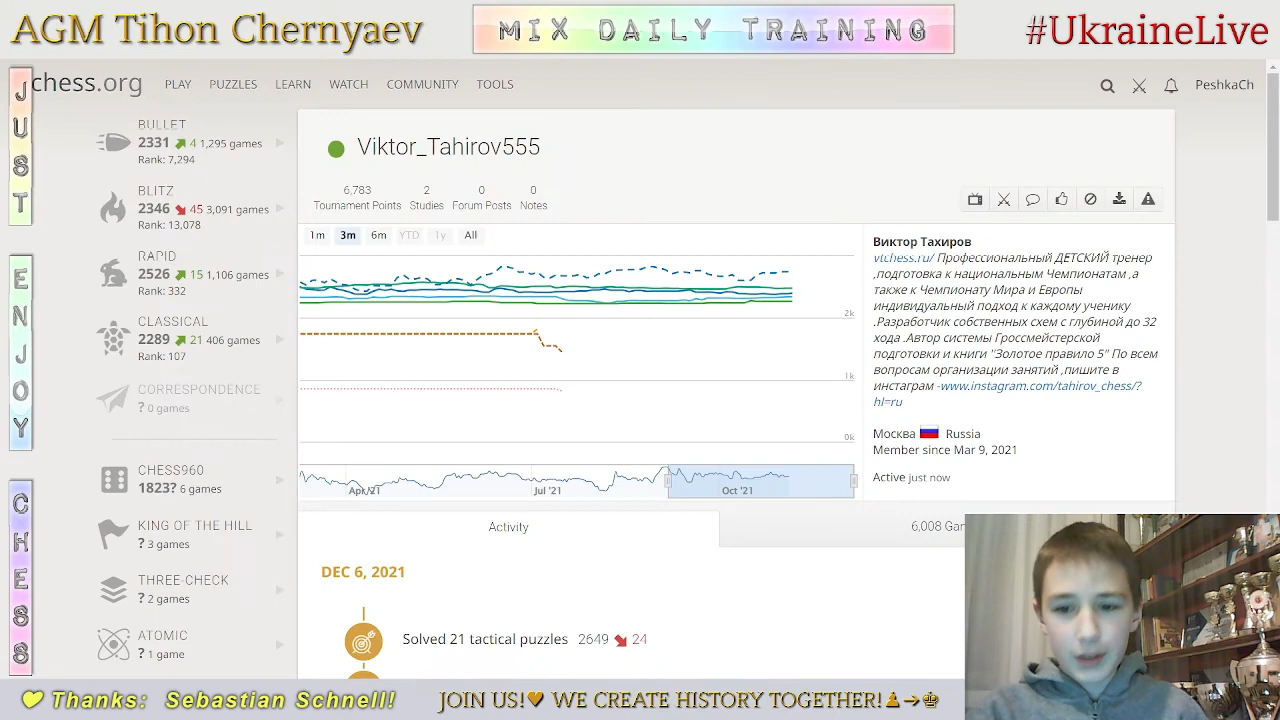 AGM Tihon Chernyaev
MIX DAILY TRAINING
#UkraineLive
JUST
ENJOY
CHESS
chess.org
PLAY PUZZLES LEARN WATCH COMMUNITY TOOLS
PeshkaCh
BULLET
2331 4 1,295 games
Rank: 7,294
BLITZ
2346 45 3,091 games
Rank: 13,078
RAPID
2526 15 1,106 games
Rank: 332
CLASSICAL
2289 21 406 games
Rank: 107
CORRESPONDENCE
? 0 games
CHESS960
1823? 6 games
KING OF THE HILL
? 3 games
THREE-CHECK
? 2 games
ATOMIC
? 1 game
Viktor_Tahirov555
6,783 2 0 0
Tournament Points Studies Forum Posts Notes
1m 3m 6m YTD 1y All
2k
1k
0k
Apr '21 Jul '21 Oct '21
Виктор Тахиров
vtchess.ru/ Профессиональный ДЕТСКИЙ тренер
,подготовка к национальным Чемпионатам ,а
также к Чемпионату Мира и Европы
индивидуальный подход к каждому ученику
.Разработчик собственных схем с глубиной до 32
хода .Автор системы Гроссмейстерской
подготовки и книги "Золотое правило 5" По всем
вопросам организации занятий ,пишите в
инстаграм -www.instagram.com/tahirov_chess/?
hl=ru
Москва Russia
Member since Mar 9, 2021
Active just now
Activity
6,008 Gam
DEC 6, 2021
Solved 21 tactical puzzles 2649 24
Thanks: Sebastian Schnell!
JOIN US! WE CREATE HISTORY TOGETHER!